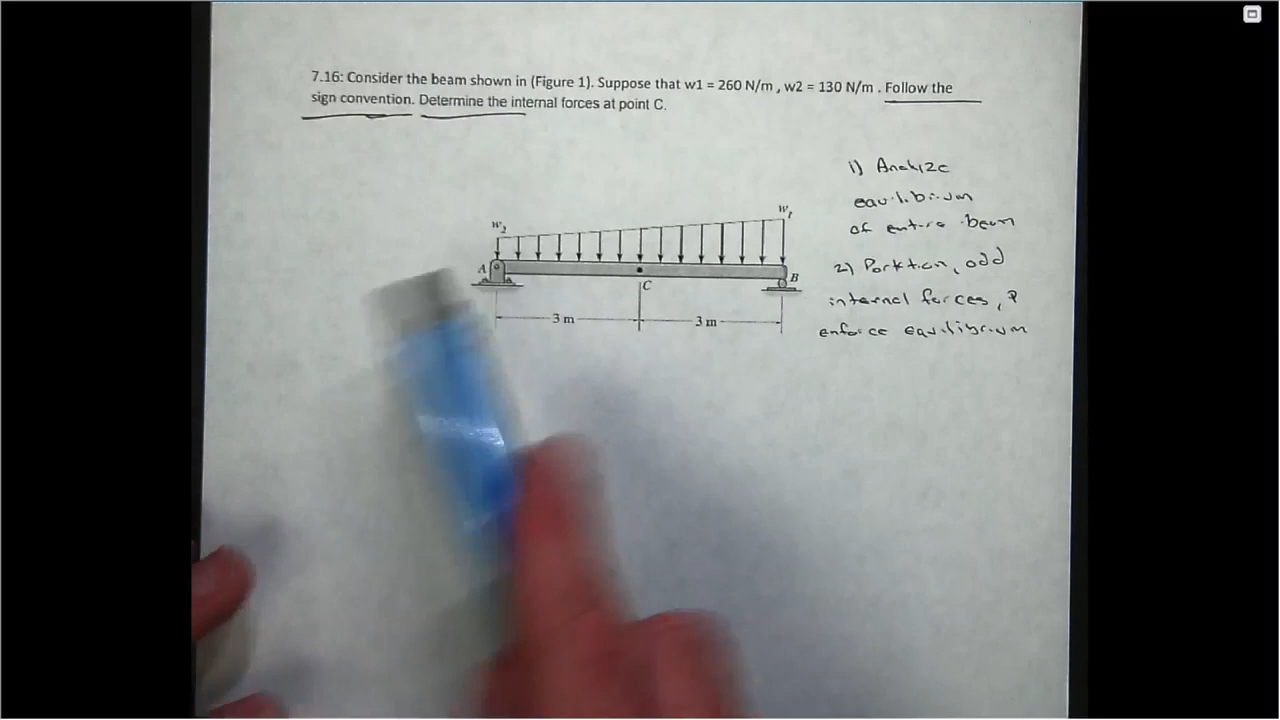 7.16: Consider the beam shown in (Figure 1). Suppose that w1 = 260 N/m , w2 = 130 N/m . Follow the
sign convention. Determine the internal forces at point C.
1) Analyze
equilibrium
of entire beam
2) Partition, add
internal forces, &
enforce equilibrium
w2
w1
A
B
C
3 m
3 m